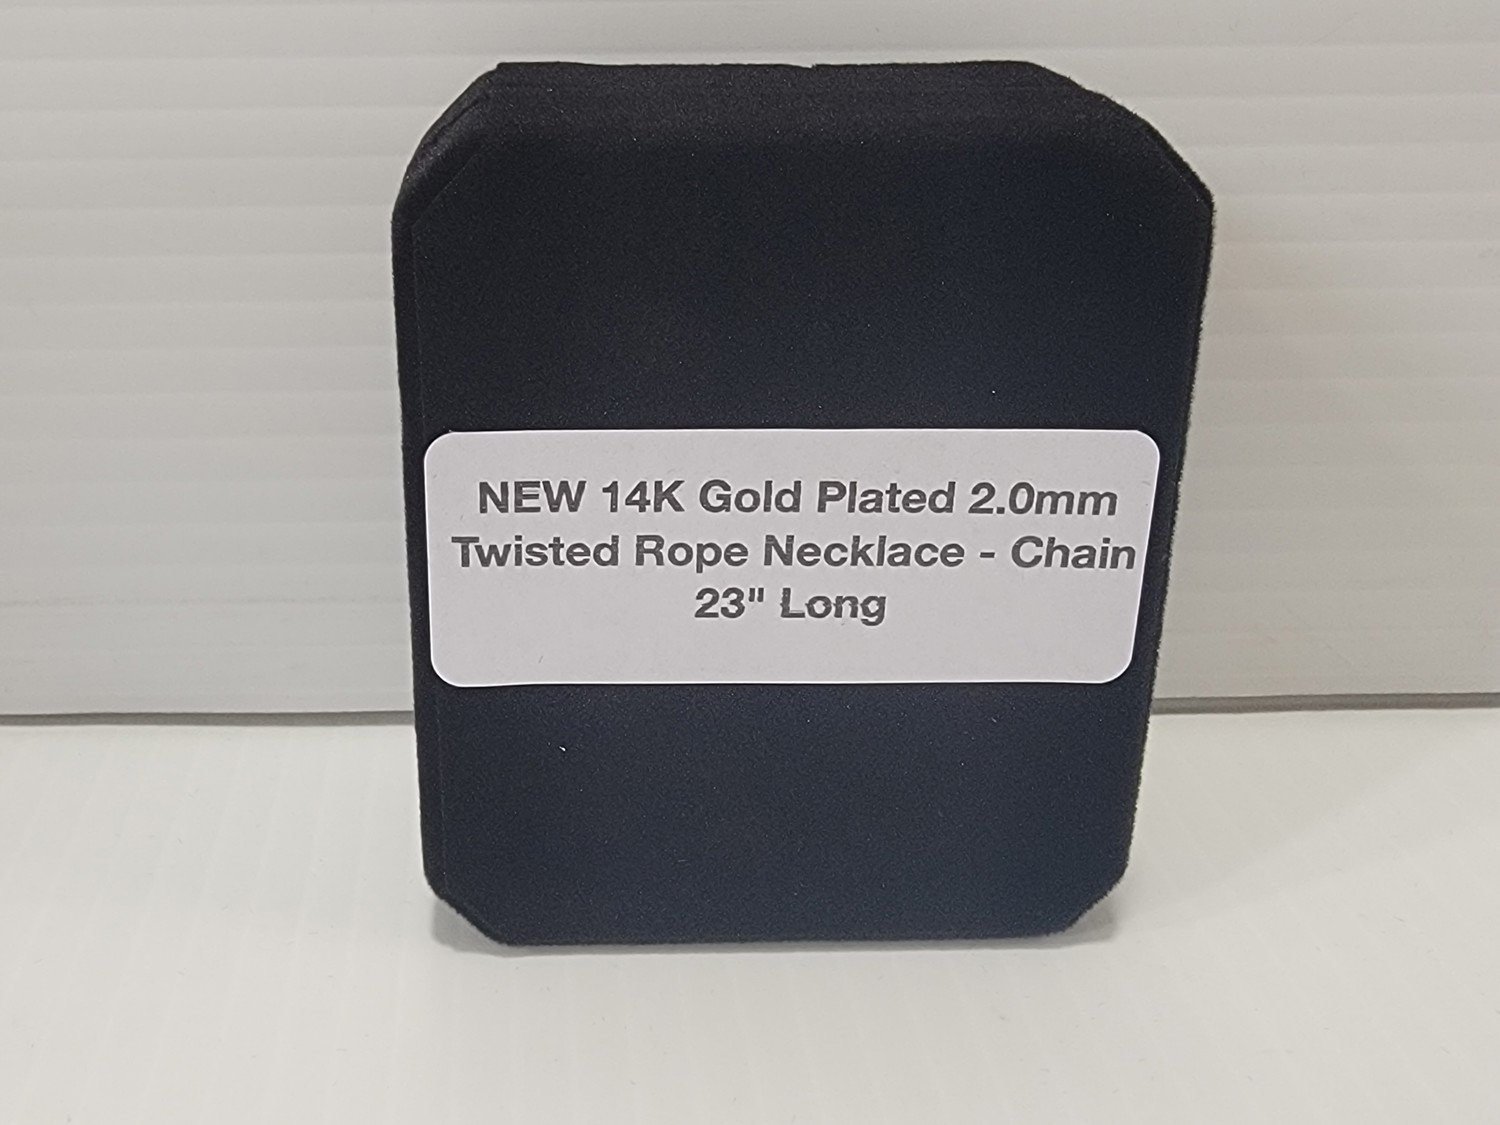 NEW 14K Gold Plated 2.0mm
Twisted Rope Necklace - Chain
23" Long